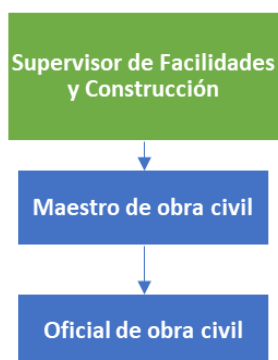 Supervisor de Facilidades
y Construcción
Maestro de obra civil
Oficial de obra civil